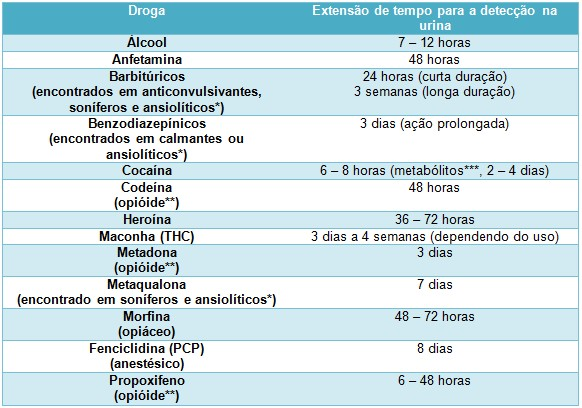 Droga Extensão de tempo para a detecção na
urina
Álcool 7 – 12 horas
Anfetamina 48 horas
Barbitúricos 24 horas (curta duração)
(encontrados em anticonvulsivantes, 3 semanas (longa duração)
soníferos e ansiolíticos*)
Benzodiazepínicos 3 dias (ação prolongada)
(encontrados em calmantes ou
ansiolíticos*)
Cocaína 6 – 8 horas (metabólitos***, 2 – 4 dias)
Codeína 48 horas
(opióide**)
Heroína 36 – 72 horas
Maconha (THC) 3 dias a 4 semanas (dependendo do uso)
Metadona 3 dias
(opióide**)
Metaqualona 7 dias
(encontrado em soníferos e ansiolíticos*)
Morfina 48 – 72 horas
(opiáceo)
Fenciclidina (PCP) 8 dias
(anestésico)
Propoxifeno 6 – 48 horas
(opióide**)